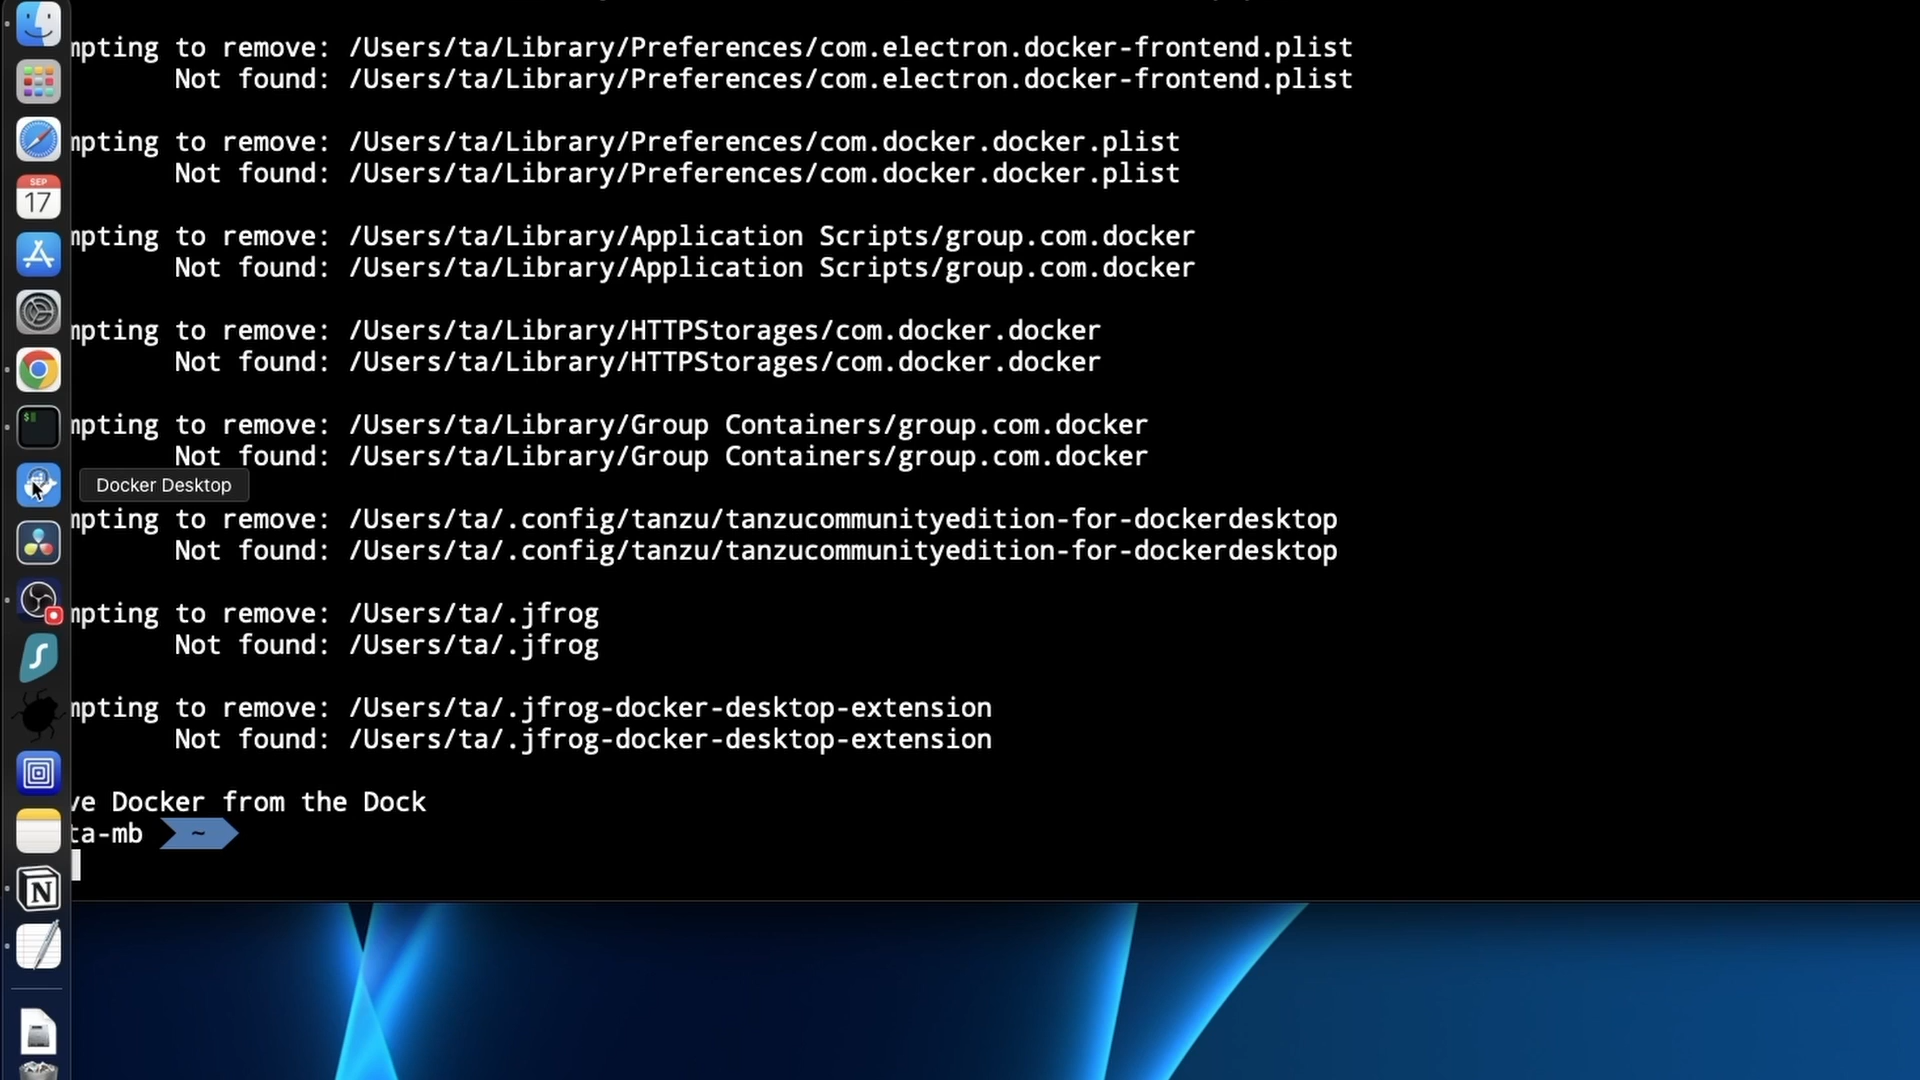 mpting to remove: /Users/ta/Library/Preferences/com.electron.docker-frontend.plist
Not found: /Users/ta/Library/Preferences/com.electron.docker-frontend.plist
mpting to remove: /Users/ta/Library/Preferences/com.docker.docker.plist
Not found: /Users/ta/Library/Preferences/com.docker.docker.plist
mpting to remove: /Users/ta/Library/Application Scripts/group.com.docker
Not found: /Users/ta/Library/Application Scripts/group.com.docker
mpting to remove: /Users/ta/Library/HTTPStorages/com.docker.docker
Not found: /Users/ta/Library/HTTPStorages/com.docker.docker
mpting to remove: /Users/ta/Library/Group Containers/group.com.docker
Not found: /Users/ta/Library/Group Containers/group.com.docker
mpting to remove: /Users/ta/.config/tanzu/tanzucommunityedition-for-dockerdesktop
Not found: /Users/ta/.config/tanzu/tanzucommunityedition-for-dockerdesktop
mpting to remove: /Users/ta/.jfrog
Not found: /Users/ta/.jfrog
mpting to remove: /Users/ta/.jfrog-docker-desktop-extension
Not found: /Users/ta/.jfrog-docker-desktop-extension
ve Docker from the Dock
ta-mb ~
SEP
17
$
Docker Desktop
N